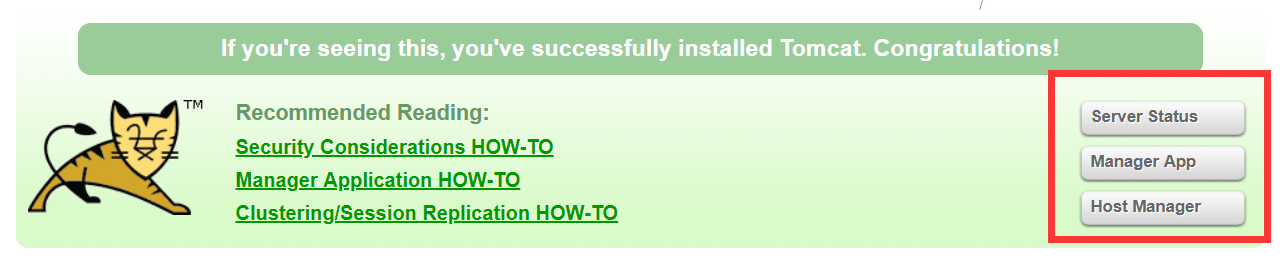 If you're seeing this, you've successfully installed Tomcat. Congratulations!
TM
Recommended Reading:
Security Considerations HOW-TO
Manager Application HOW-TO
Clustering/Session Replication HOW-TO
Server Status
Manager App
Host Manager